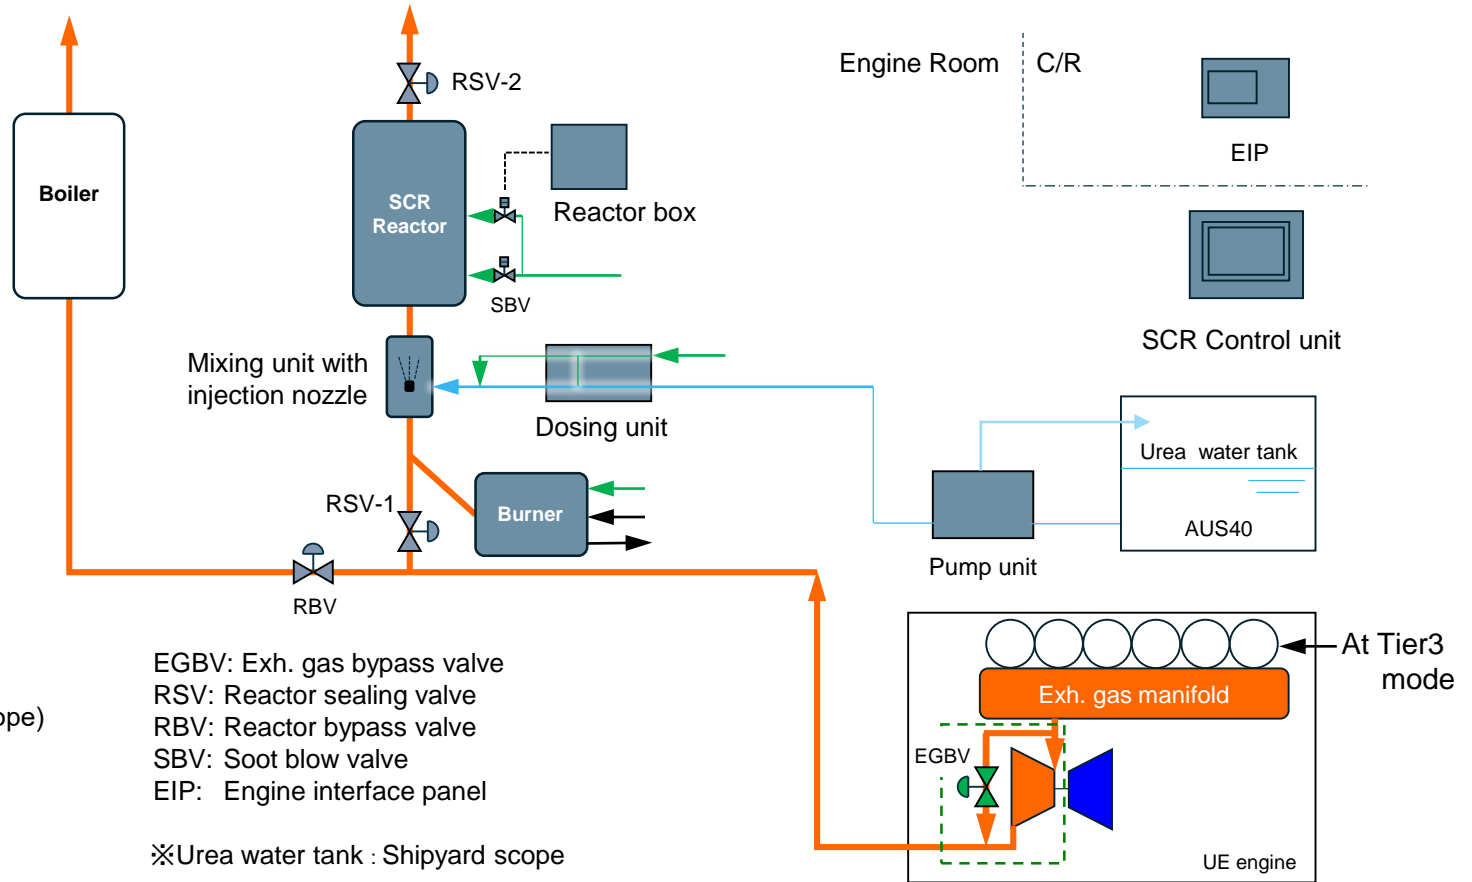 RSV-2
Engine Room
C/R
EIP
Boiler
SCR
Reactor
Reactor box
SBV
SCR Control unit
Mixing unit with
injection nozzle
Dosing unit
Urea water tank
AUS40
RSV-1
Burner
Pump unit
RBV
At Tier3
mode
Exh. gas manifold
EGBV
UE engine
EGBV: Exh. gas bypass valve
RSV: Reactor sealing valve
RBV: Reactor bypass valve
SBV: Soot blow valve
EIP: Engine interface panel
ope)
※Urea water tank : Shipyard scope